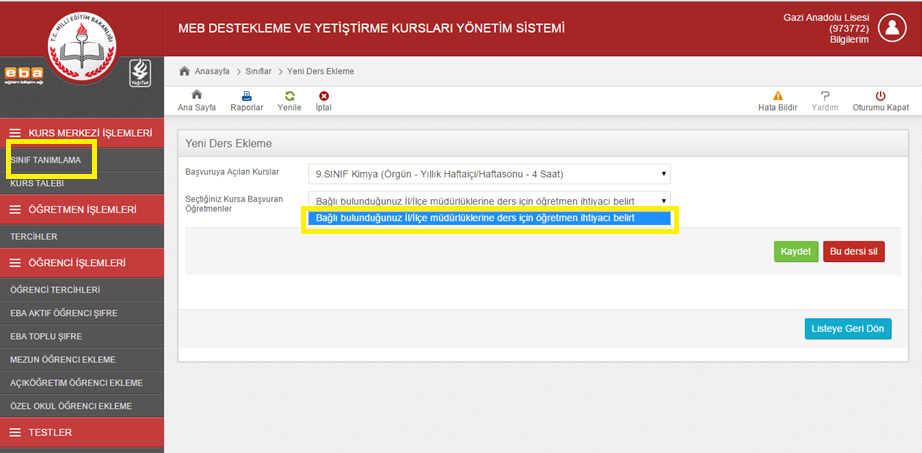 MEB DESTEKLEME VE YETİŞTİRME KURSLARI YÖNETİM SİSTEMİ
Gazi Anadolu Lisesi
(973772)
Bilgilerim
T.C. MİLLİ EĞİTİM BAKANLIĞI
eba
eğitim bilişim ağı
YeğiTek
Anasayfa
Sınıflar
Yeni Ders Ekleme
Ana Sayfa
Raporlar
Yenile
İptal
Hata Bildir
Yardım
Oturumu Kapat
KURS MERKEZİ İŞLEMLERİ
SINIF TANIMLAMA
KURS TALEBİ
ÖĞRETMEN İŞLEMLERİ
TERCİHLER
ÖĞRENCİ İŞLEMLERİ
ÖĞRENCİ TERCİHLERİ
EBA AKTİF ÖĞRENCİ ŞİFRE
EBA TOPLU ŞİFRE
MEZUN ÖĞRENCİ EKLEME
AÇIKÖĞRETİM ÖĞRENCİ EKLEME
ÖZEL OKUL ÖĞRENCİ EKLEME
TESTLER
Yeni Ders Ekleme
Başvuruya Açılan Kurslar
9.SINIF Kimya (Örgün - Yıllık Haftaiçi/Haftasonu - 4 Saat)
Seçtiğiniz Kursa Başvuran
Öğretmenler
Bağlı bulunduğunuz İl/İlçe müdürlüklerine ders için öğretmen ihtiyacı belirt
Bağlı bulunduğunuz İl/İlçe müdürlüklerine ders için öğretmen ihtiyacı belirt
Kaydet
Bu dersi sil
Listeye Geri Dön